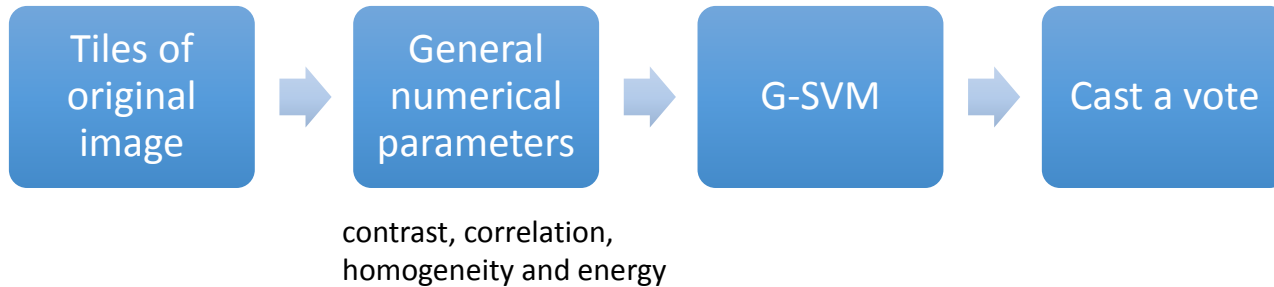 Tiles of
original
image
General
numerical
parameters
G-SVM
Cast a vote
contrast, correlation,
homogeneity and energy